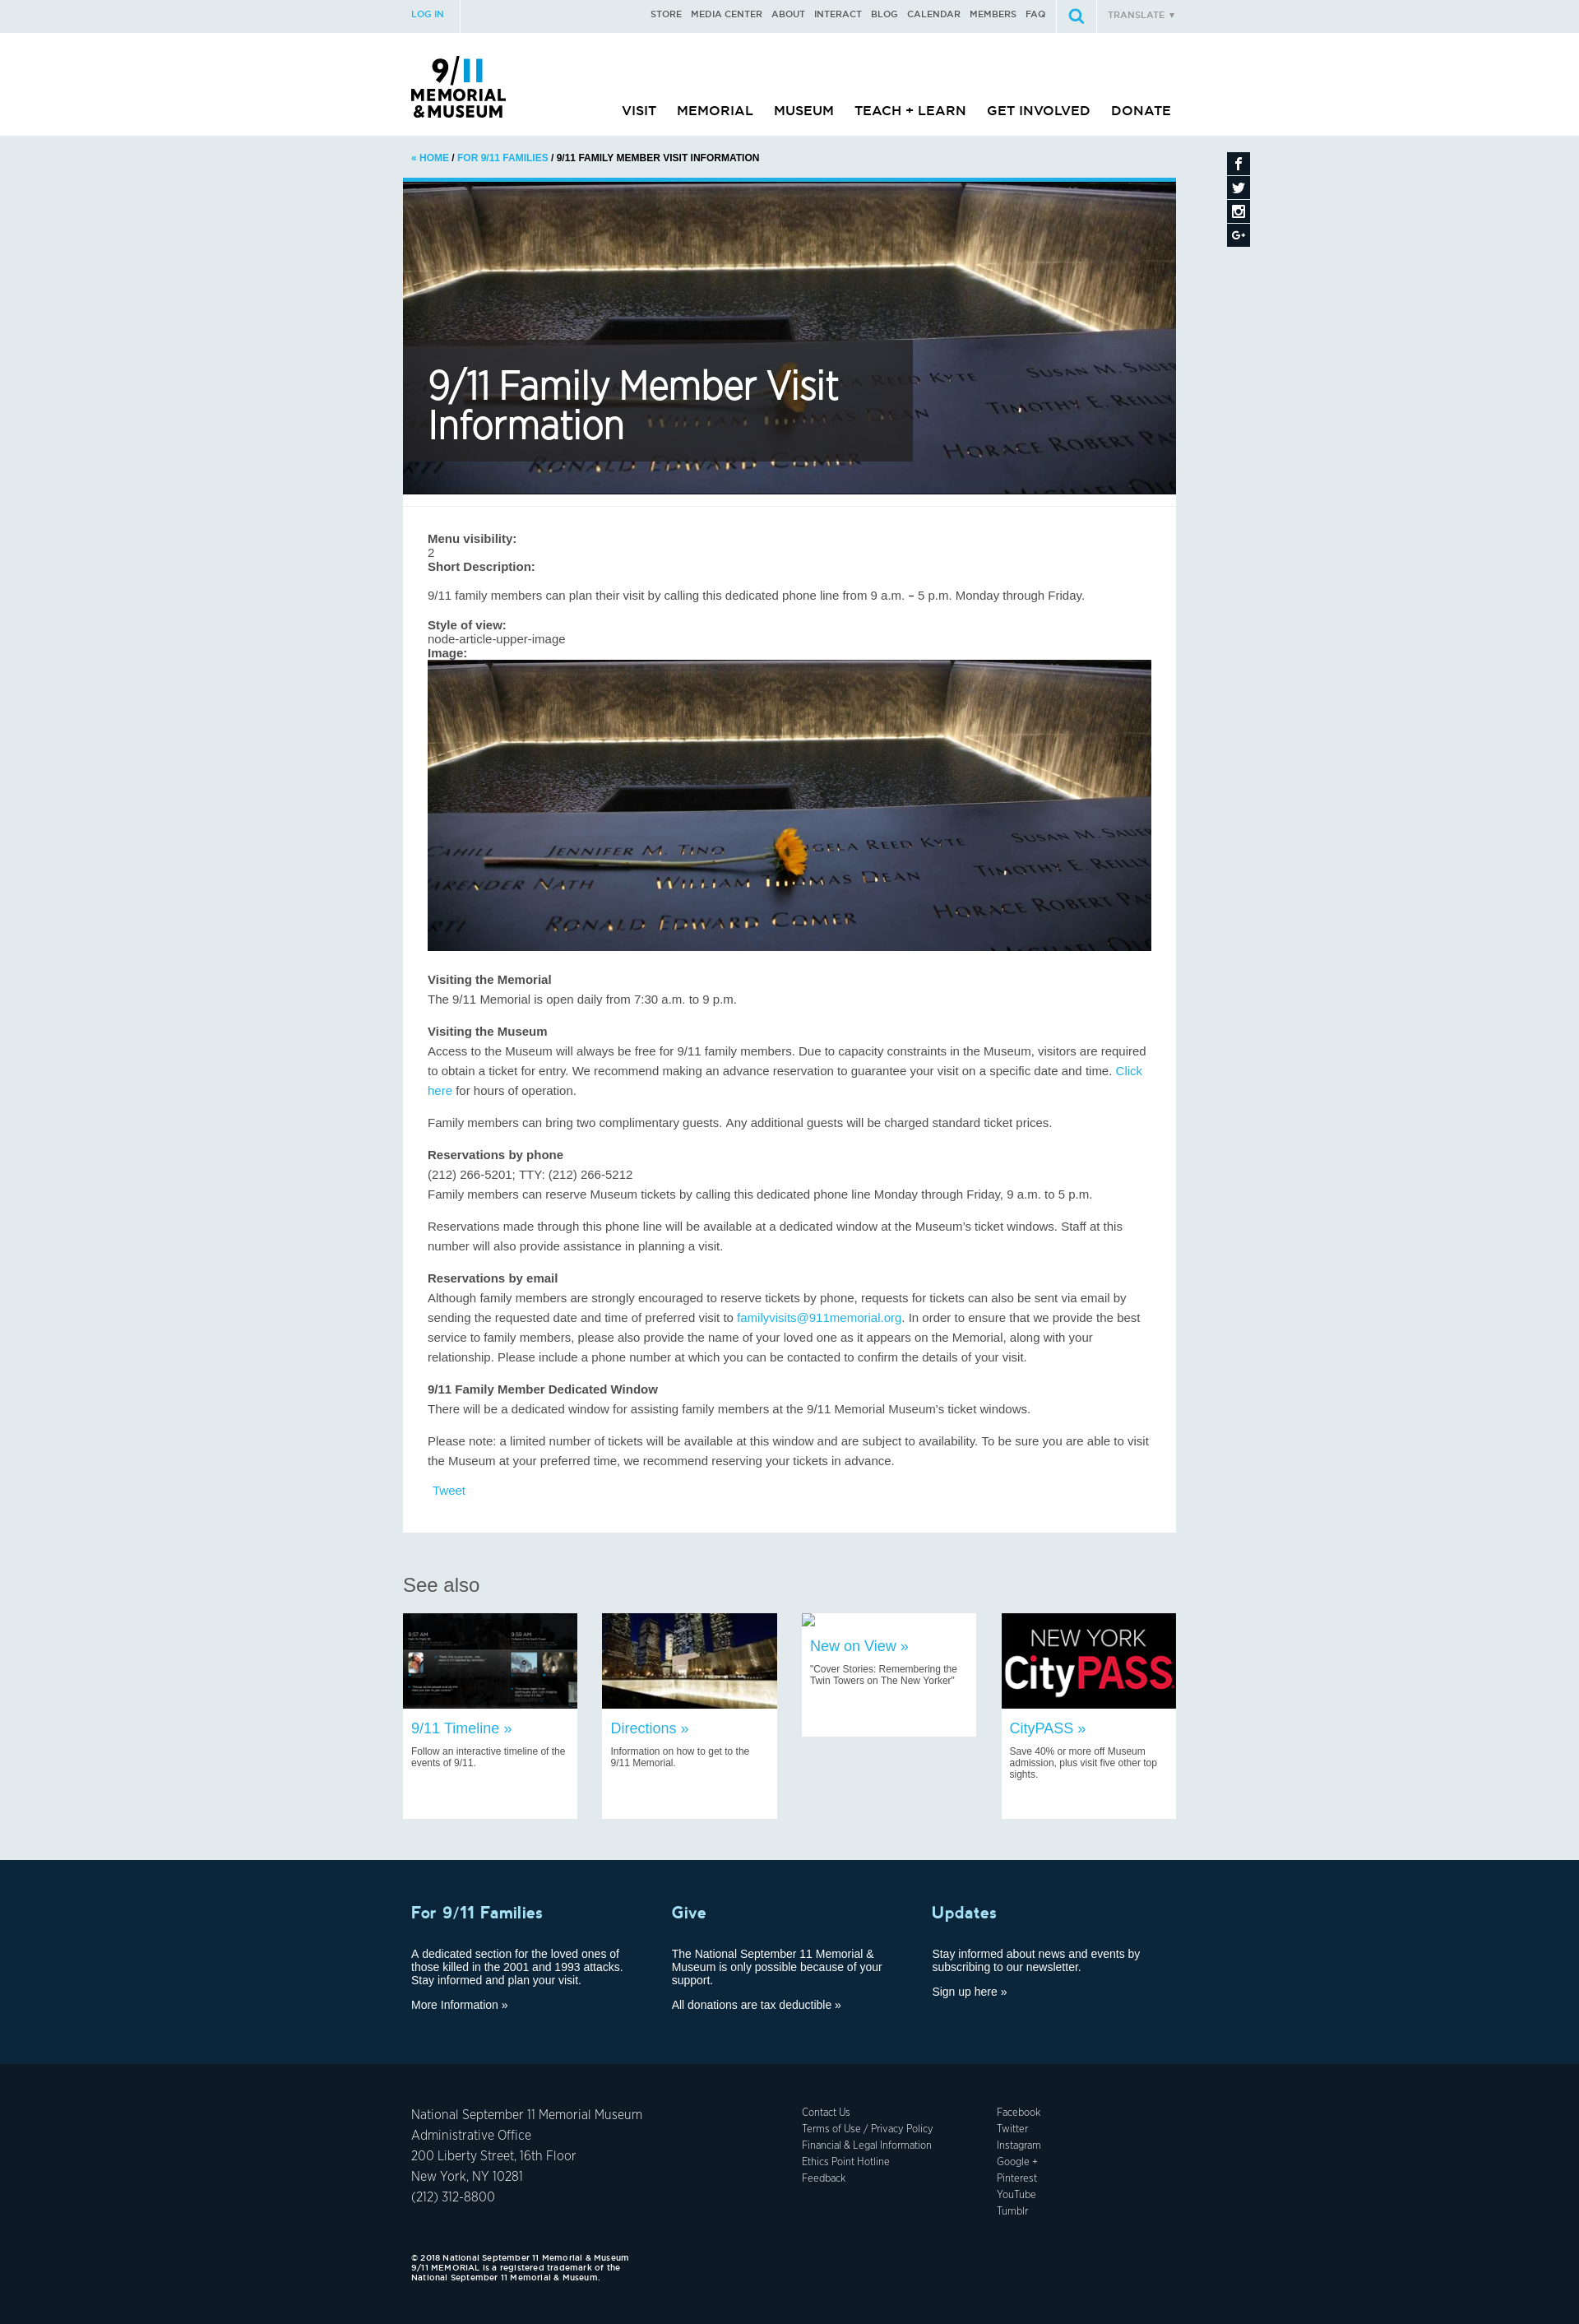 LOG IN
STORE MEDIA CENTER ABOUT INTERACT BLOG CALENDAR MEMBERS FAQ
TRANSLATE ▼
9/11
MEMORIAL
& MUSEUM
VISIT MEMORIAL MUSEUM TEACH + LEARN GET INVOLVED DONATE
« HOME / FOR 9/11 FAMILIES / 9/11 FAMILY MEMBER VISIT INFORMATION
9/11 Family Member Visit
Information
Menu visibility:
2
Short Description:
9/11 family members can plan their visit by calling this dedicated phone line from 9 a.m. – 5 p.m. Monday through Friday.
Style of view:
node-article-upper-image
Image:
CAHILL JENNIFER M. TINO ANGELA REED KYTE SUSAN M. SAUER
ARENDER NATH WILLIAM THOMAS DEAN TIMOTHY E. REILLY
RTI RONALD EDWARD COMER HORACE ROBERT PAS
Visiting the Memorial
The 9/11 Memorial is open daily from 7:30 a.m. to 9 p.m.
Visiting the Museum
Access to the Museum will always be free for 9/11 family members. Due to capacity constraints in the Museum, visitors are required
to obtain a ticket for entry. We recommend making an advance reservation to guarantee your visit on a specific date and time. Click
here for hours of operation.
Family members can bring two complimentary guests. Any additional guests will be charged standard ticket prices.
Reservations by phone
(212) 266-5201; TTY: (212) 266-5212
Family members can reserve Museum tickets by calling this dedicated phone line Monday through Friday, 9 a.m. to 5 p.m.
Reservations made through this phone line will be available at a dedicated window at the Museum's ticket windows. Staff at this
number will also provide assistance in planning a visit.
Reservations by email
Although family members are strongly encouraged to reserve tickets by phone, requests for tickets can also be sent via email by
sending the requested date and time of preferred visit to familyvisits@911memorial.org. In order to ensure that we provide the best
service to family members, please also provide the name of your loved one as it appears on the Memorial, along with your
relationship. Please include a phone number at which you can be contacted to confirm the details of your visit.
9/11 Family Member Dedicated Window
There will be a dedicated window for assisting family members at the 9/11 Memorial Museum's ticket windows.
Please note: a limited number of tickets will be available at this window and are subject to availability. To be sure you are able to visit
the Museum at your preferred time, we recommend reserving your tickets in advance.
Tweet
See also
9:57 AM 9:59 AM
9/11 Timeline »
Follow an interactive timeline of the
events of 9/11.
Directions »
Information on how to get to the
9/11 Memorial.
New on View »
"Cover Stories: Remembering the
Twin Towers on The New Yorker"
NEW YORK
CityPASS
CityPASS »
Save 40% or more off Museum
admission, plus visit five other top
sights.
For 9/11 Families
A dedicated section for the loved ones of
those killed in the 2001 and 1993 attacks.
Stay informed and plan your visit.
More Information »
Give
The National September 11 Memorial &
Museum is only possible because of your
support.
All donations are tax deductible »
Updates
Stay informed about news and events by
subscribing to our newsletter.
Sign up here »
National September 11 Memorial Museum
Administrative Office
200 Liberty Street, 16th Floor
New York, NY 10281
(212) 312-8800
Contact Us
Terms of Use / Privacy Policy
Financial & Legal Information
Ethics Point Hotline
Feedback
Facebook
Twitter
Instagram
Google +
Pinterest
YouTube
Tumblr
© 2018 National September 11 Memorial & Museum
9/11 MEMORIAL is a registered trademark of the
National September 11 Memorial & Museum.